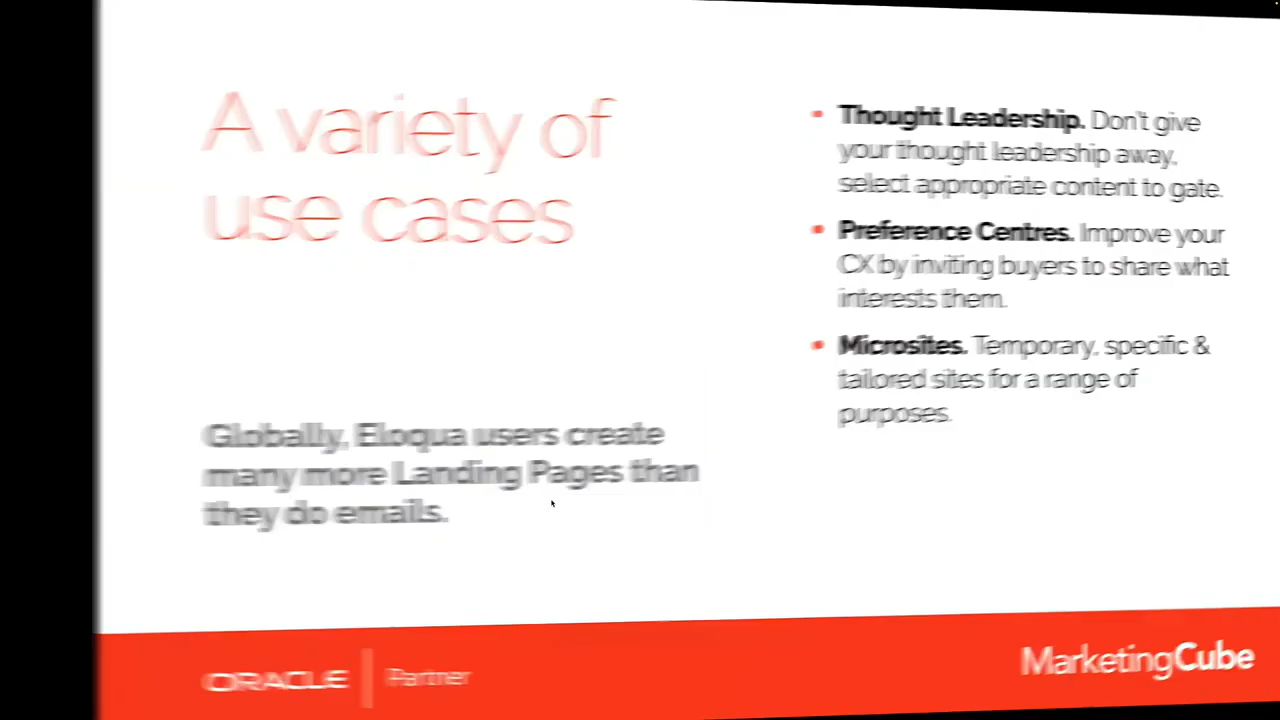 A variety of
use cases
Globally, Eloqua users create
many more Landing Pages than
they do emails.
Thought Leadership. Don't give
your thought leadership away,
select appropriate content to gate.
Preference Centres. Improve your
CX by inviting buyers to share what
interests them.
Microsites. Temporary, specific &
tailored sites for a range of
purposes.
ORACLE | Partner
MarketingCube